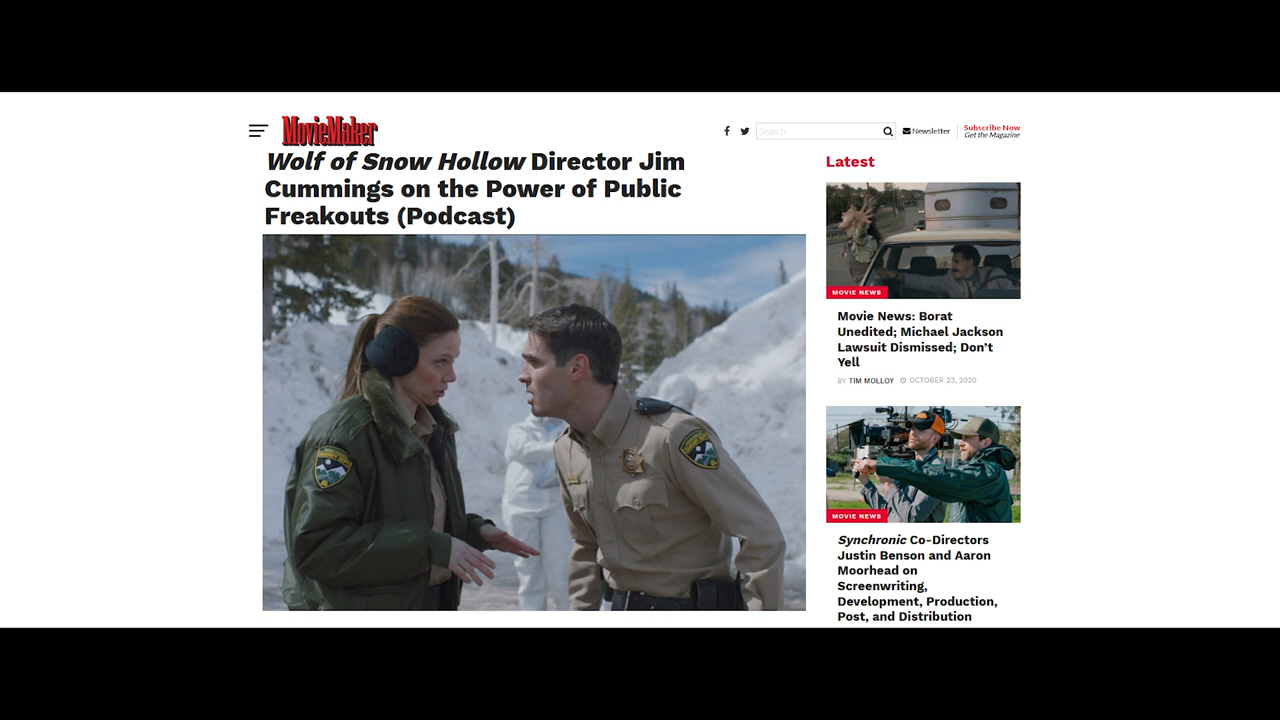 MovieMaker
Search
Newsletter
Subscribe Now
Get the Magazine
Wolf of Snow Hollow Director Jim
Cummings on the Power of Public
Freakouts (Podcast)
Latest
MOVIE NEWS
Movie News: Borat
Unedited; Michael Jackson
Lawsuit Dismissed; Don’t
Yell
BY TIM MOLLOY OCTOBER 23, 2020
MOVIE NEWS
Synchronic Co-Directors
Justin Benson and Aaron
Moorhead on
Screenwriting,
Development, Production,
Post, and Distribution